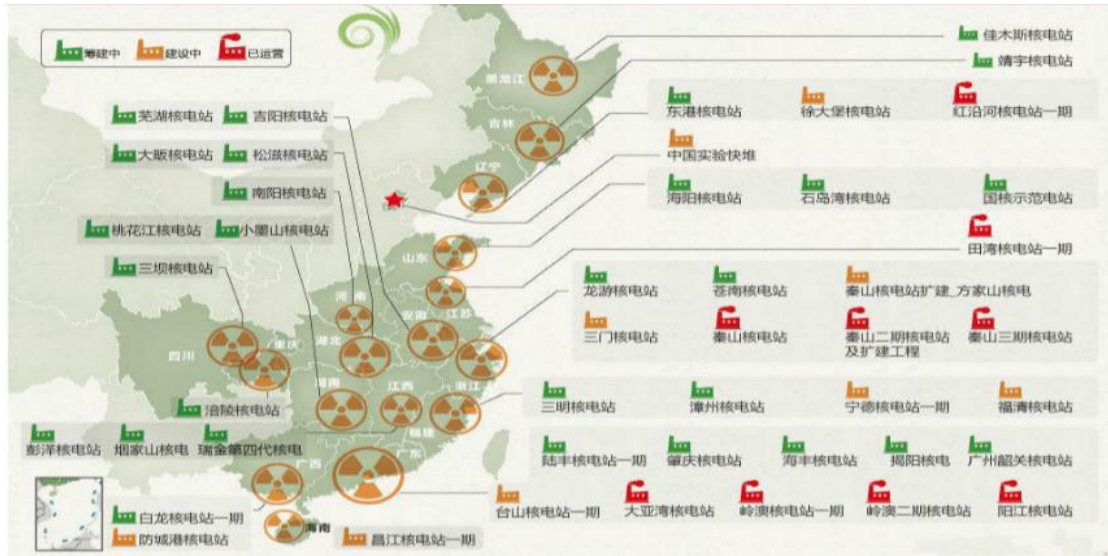 筹建中 建设中 已运营
佳木斯核电站
靖宇核电站
黑龙江
吉林
辽宁
东港核电站 徐大堡核电站 红沿河核电站一期
中国实验快堆
海阳核电站 石岛湾核电站 国核示范电站
田湾核电站一期
芜湖核电站 吉阳核电站
大畈核电站 松滋核电站
南阳核电站
桃花江核电站 小墨山核电站
三坝核电站
山东
河南
安徽 江苏
四川 重庆 湖北
湖南 江西 浙江
福建
广西 广东
海南
龙游核电站 苍南核电站 秦山核电站扩建_方家山核电
三门核电站 秦山核电站 秦山二期核电站 秦山三期核电站
及扩建工程
涪陵核电站
三明核电站 漳州核电站 宁德核电站一期 福清核电站
彭泽核电站 烟家山核电 瑞金第四代核电
陆丰核电站一期 肇庆核电站 海丰核电站 揭阳核电 广州韶关核电站
台山核电站一期 大亚湾核电站 岭澳核电站一期 岭澳二期核电站 阳江核电站
白龙核电站一期
防城港核电站
昌江核电站一期